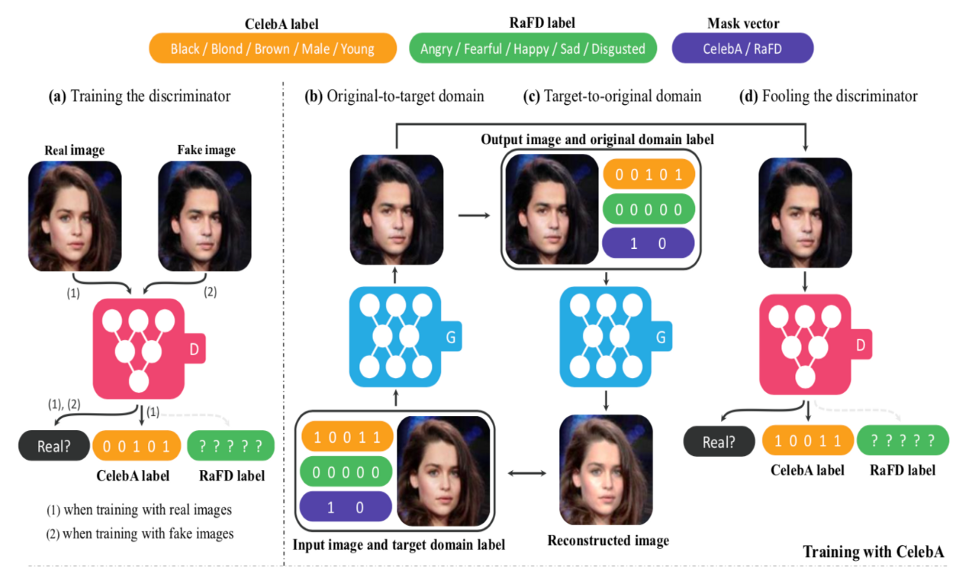 CelebA label
RaFD label
Mask vector
Black / Blond / Brown / Male / Young
Angry / Fearful / Happy / Sad / Disgusted
CelebA / RaFD
(a) Training the discriminator
(b) Original-to-target domain
(c) Target-to-original domain
(d) Fooling the discriminator
Real image
Fake image
Output image and original domain label
0 0 1 0 1
0 0 0 0 0
1 0
(1)
(2)
D
G
G
D
(1), (2)
(1)
Real?
0 0 1 0 1
? ? ? ? ?
CelebA label
RaFD label
(1) when training with real images
(2) when training with fake images
1 0 0 1 1
0 0 0 0 0
1 0
Input image and target domain label
Reconstructed image
Real?
1 0 0 1 1
? ? ? ? ?
CelebA label
RaFD label
Training with CelebA